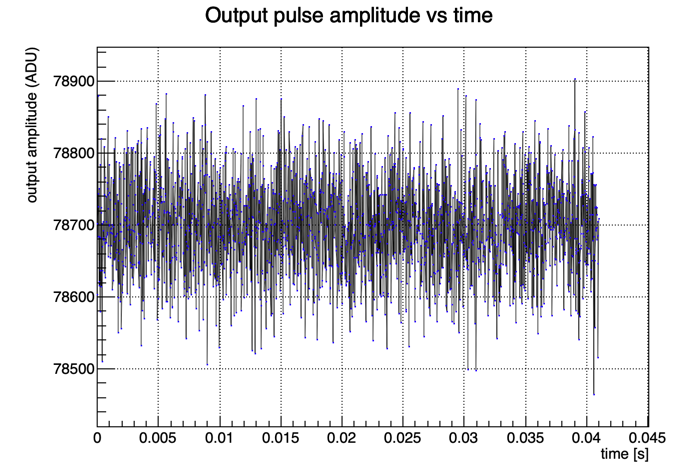 Output pulse amplitude vs time
output amplitude (ADU)
78900
78800
78700
78600
78500
0 0.005 0.01 0.015 0.02 0.025 0.03 0.035 0.04 0.045
time [s]